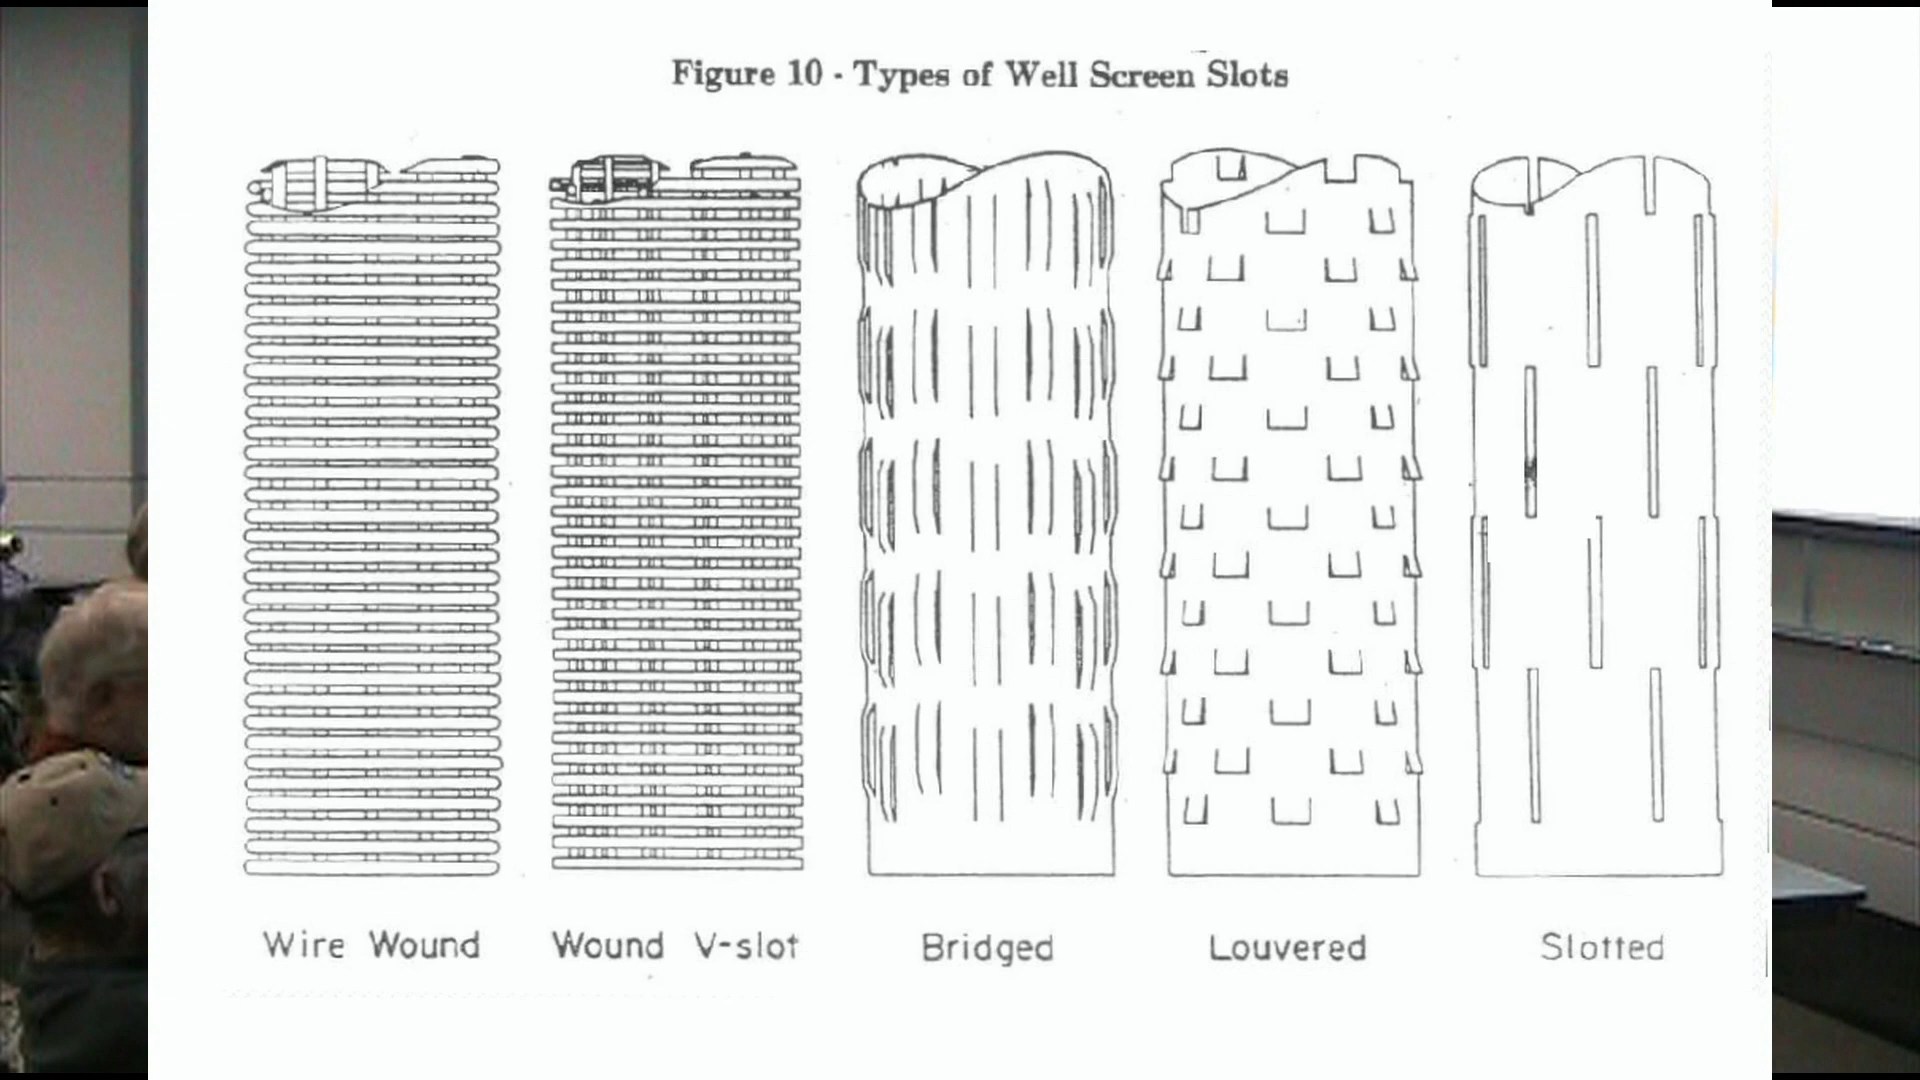 Figure 10 - Types of Well Screen Slots
Wire Wound
Wound V-slot
Bridged
Louvered
Slotted